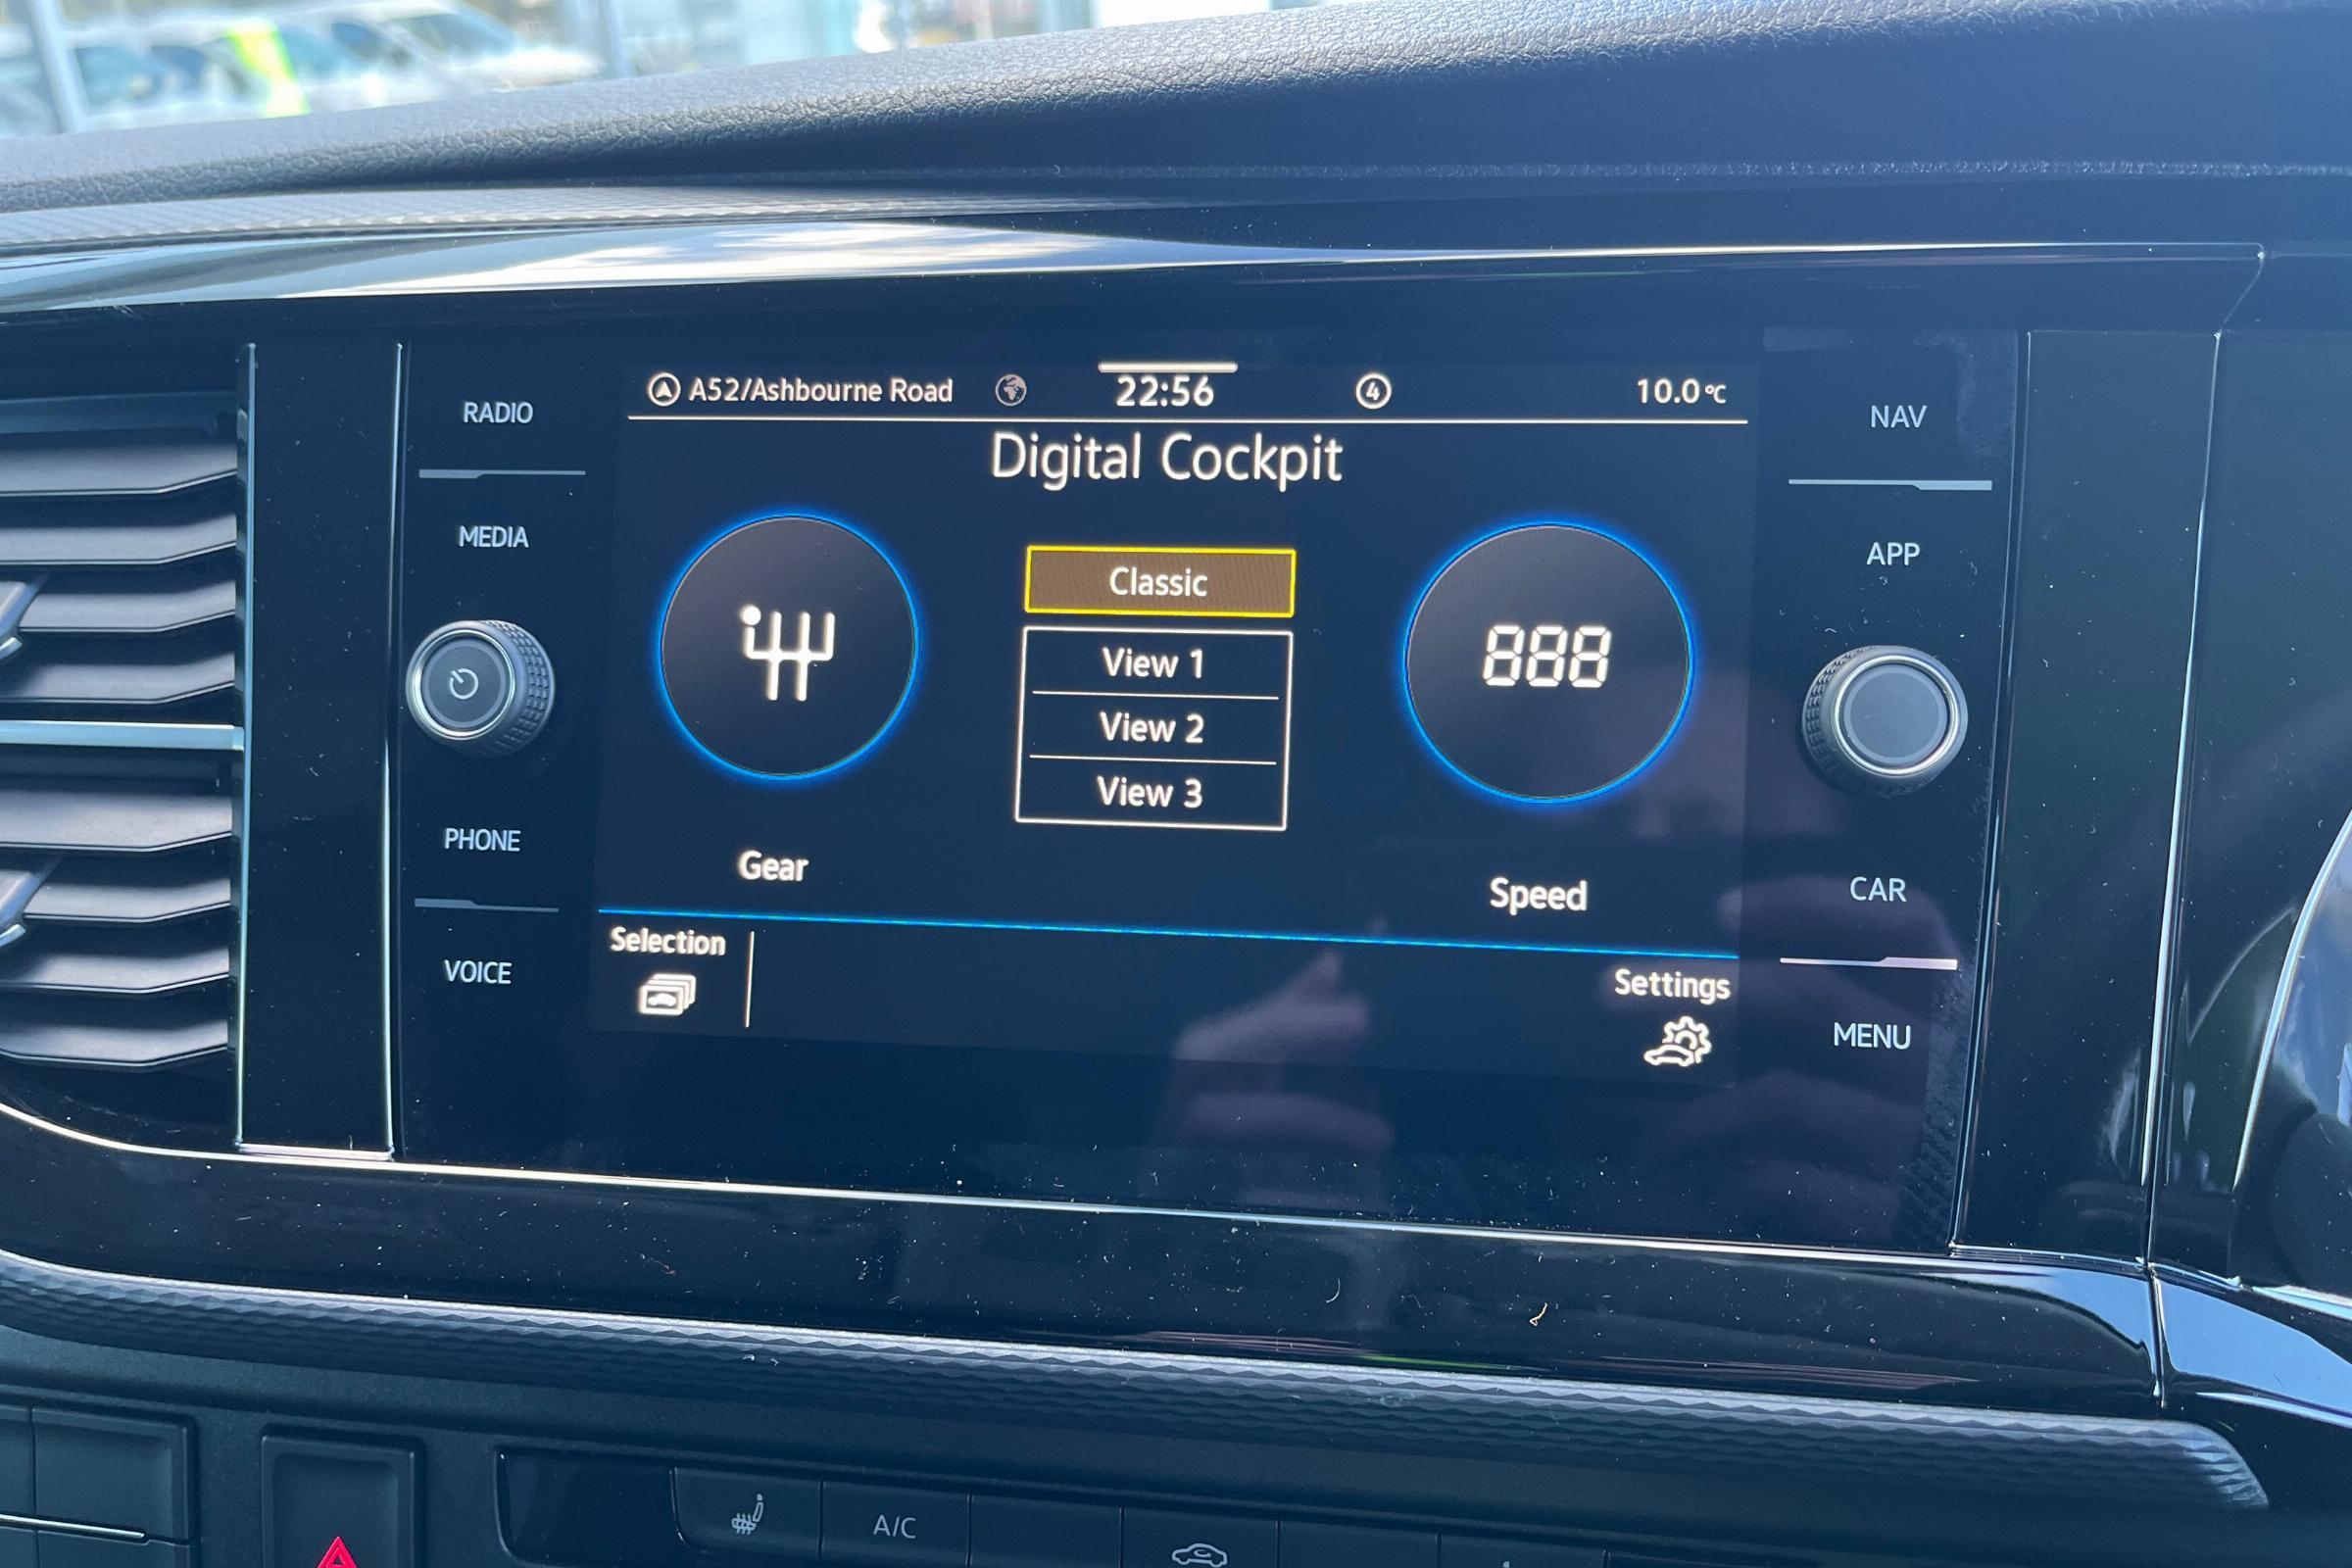 RADIO
MEDIA
PHONE
VOICE
A52/Ashbourne Road
22:56
4
10.0°C
Digital Cockpit
Classic
View 1
View 2
View 3
888
Gear
Speed
Selection
Settings
NAV
APP
CAR
MENU
A/C